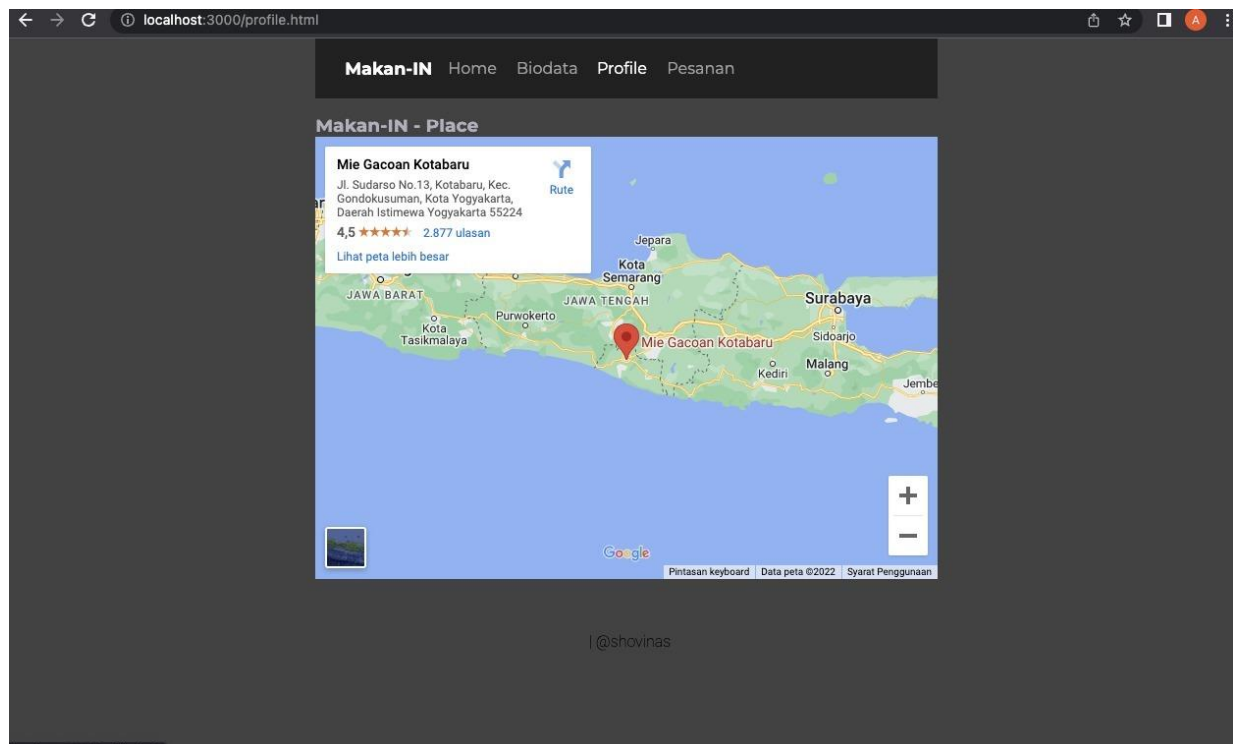 localhost:3000/profile.html
A
Makan-IN Home Biodata Profile Pesanan
Makan-IN - Place
Mie Gacoan Kotabaru
Jl. Sudarso No.13, Kotabaru, Kec.
Gondokusuman, Kota Yogyakarta,
Daerah Istimewa Yogyakarta 55224
Rute
4,5 2.877 ulasan
Lihat peta lebih besar
Jepara
Kota
Semarang
JAWA BARAT
JAWA TENGAH
Surabaya
Purwokerto
Kota
Tasikmalaya
Mie Gacoan Kotabaru
Sidoarjo
Kediri
Malang
Jembe
+
−
Google
Pintasan keyboard Data peta ©2022 Syarat Penggunaan
| @shovinas